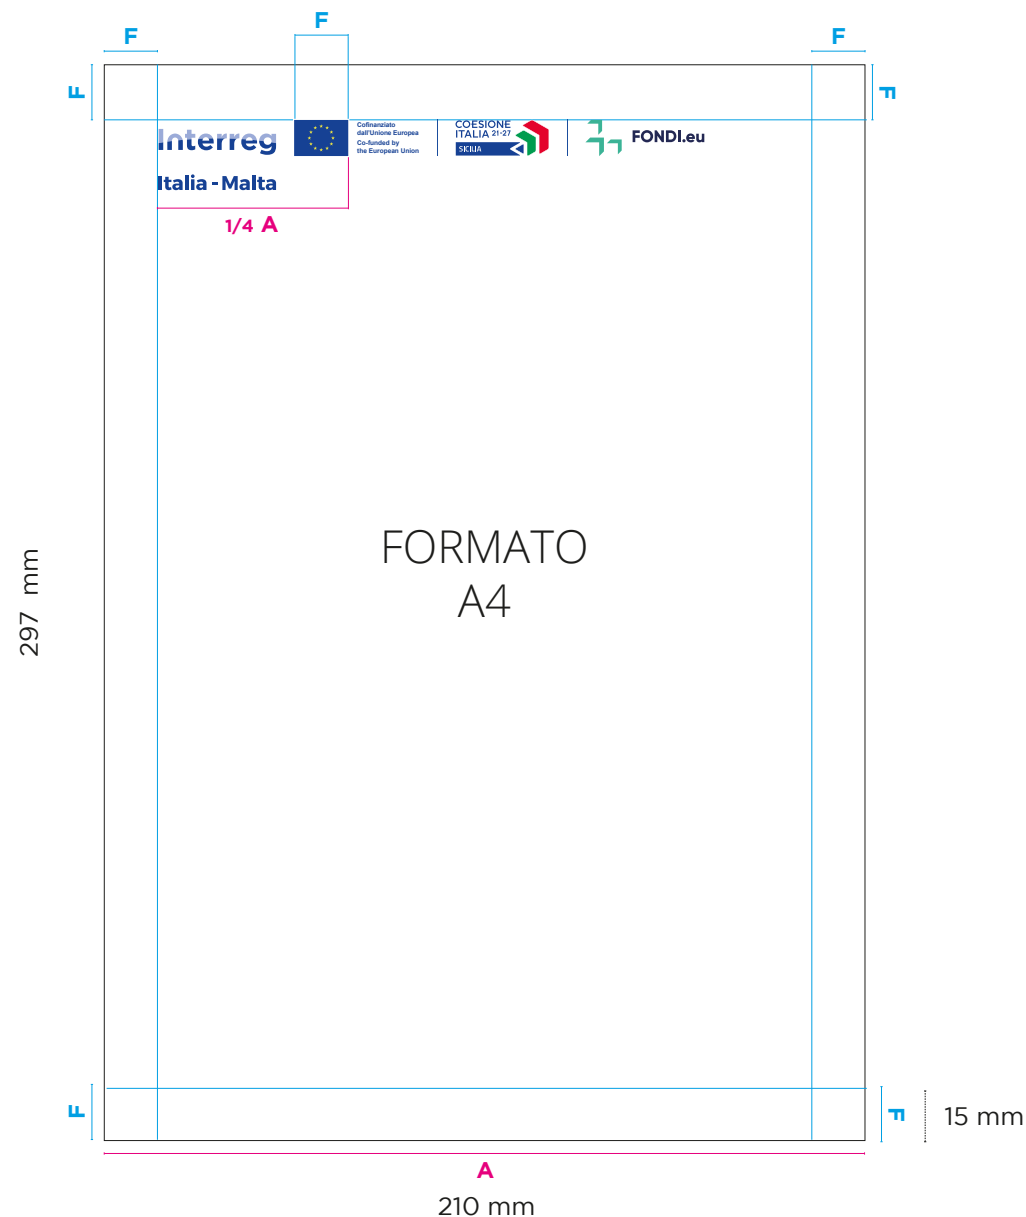 F
F
F
F
F
Interreg
Cofinanziato
dall'Unione Europea
Co-funded by
the European Union
COESIONE
ITALIA 21-27
SICILIA
FONDI.eu
Italia - Malta
1/4 A
FORMATO
A4
297 mm
F
F
15 mm
A
210 mm